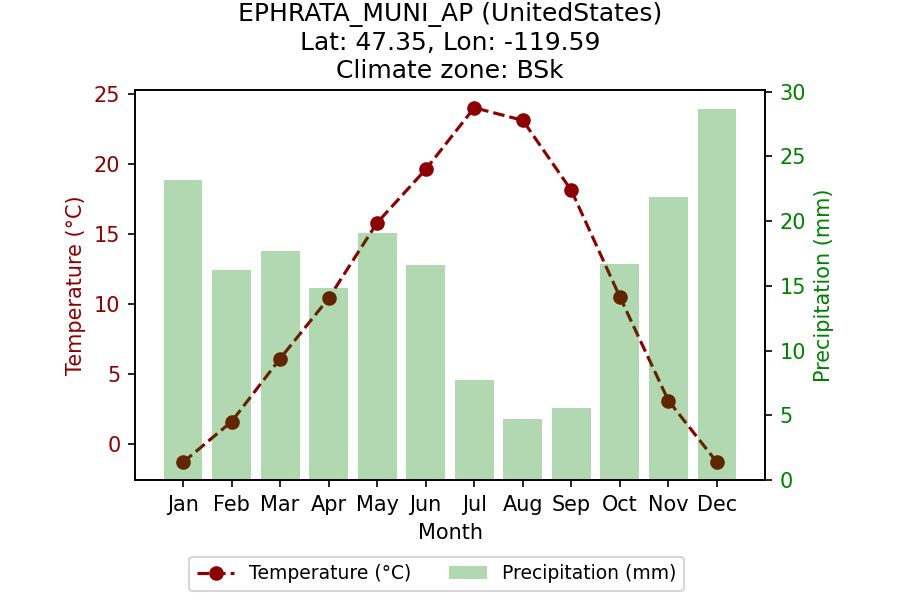 EPHRATA_MUNI_AP (UnitedStates)
Lat: 47.35, Lon: -119.59
Climate zone: BSk
25
20
15
10
5
0
Temperature (°C)
30
25
20
15
10
5
0
Precipitation (mm)
Jan Feb Mar Apr May Jun Jul Aug Sep Oct Nov Dec
Month
Temperature (°C) Precipitation (mm)